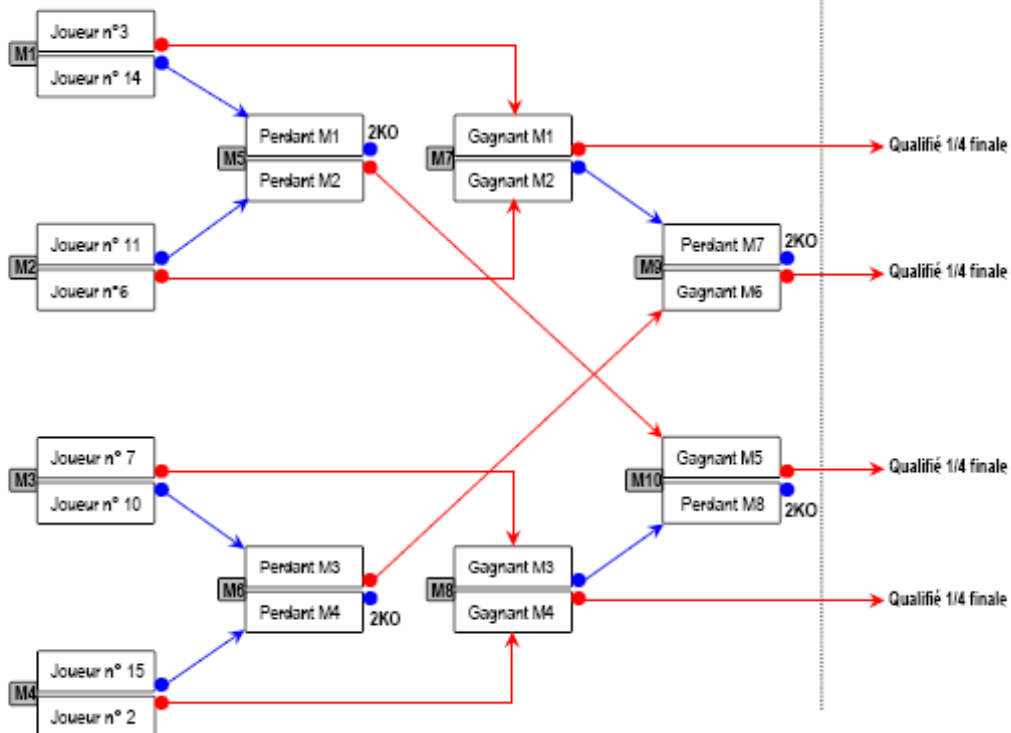 Joueur n°3
M1
Joueur n° 14
Perdant M1
2KO
M5
Perdant M2
Gagnant M1
M7
Gagnant M2
Qualifié 1/4 finale
Joueur n° 11
M2
Joueur n°6
Perdant M7
2KO
M9
Gagnant M6
Qualifié 1/4 finale
Joueur n° 7
M3
Joueur n° 10
Gagnant M5
M10
Perdant M8
2KO
Qualifié 1/4 finale
Perdant M3
M6
Perdant M4
2KO
Gagnant M3
M8
Gagnant M4
Qualifié 1/4 finale
Joueur n° 15
M4
Joueur n° 2